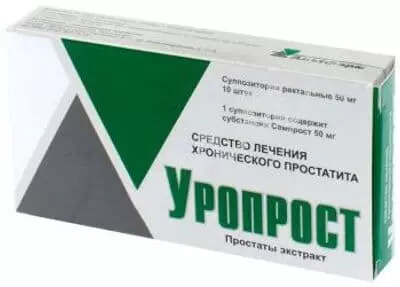 Суппозитории ректальные 50 мг
10 штук
1 суппозиторий содержит
субстанции Сампрост 50 мг
СРЕДСТВО ЛЕЧЕНИЯ
ХРОНИЧЕСКОГО ПРОСТАТИТА
УРОПРОСТ
Простаты экстракт